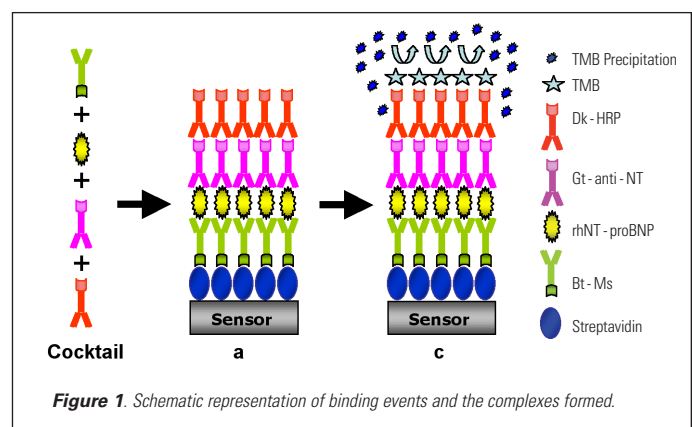 TMB Precipitation
TMB
Dk - HRP
Gt - anti - NT
rhNT - proBNP
Bt - Ms
Streptavidin
+
+
+
Sensor
Sensor
Cocktail
a
c
Figure 1. Schematic representation of binding events and the complexes formed.